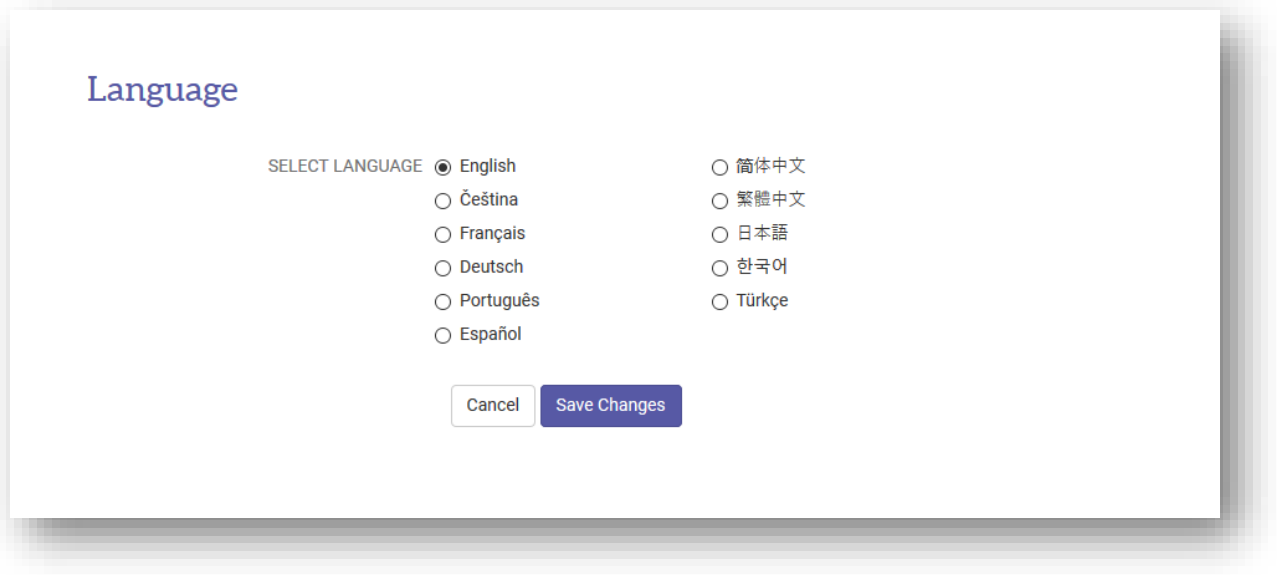 Language
SELECT LANGUAGE English 简体中文
Čeština 繁體中文
Français 日本語
Deutsch 한국어
Português Türkçe
Español
Cancel Save Changes